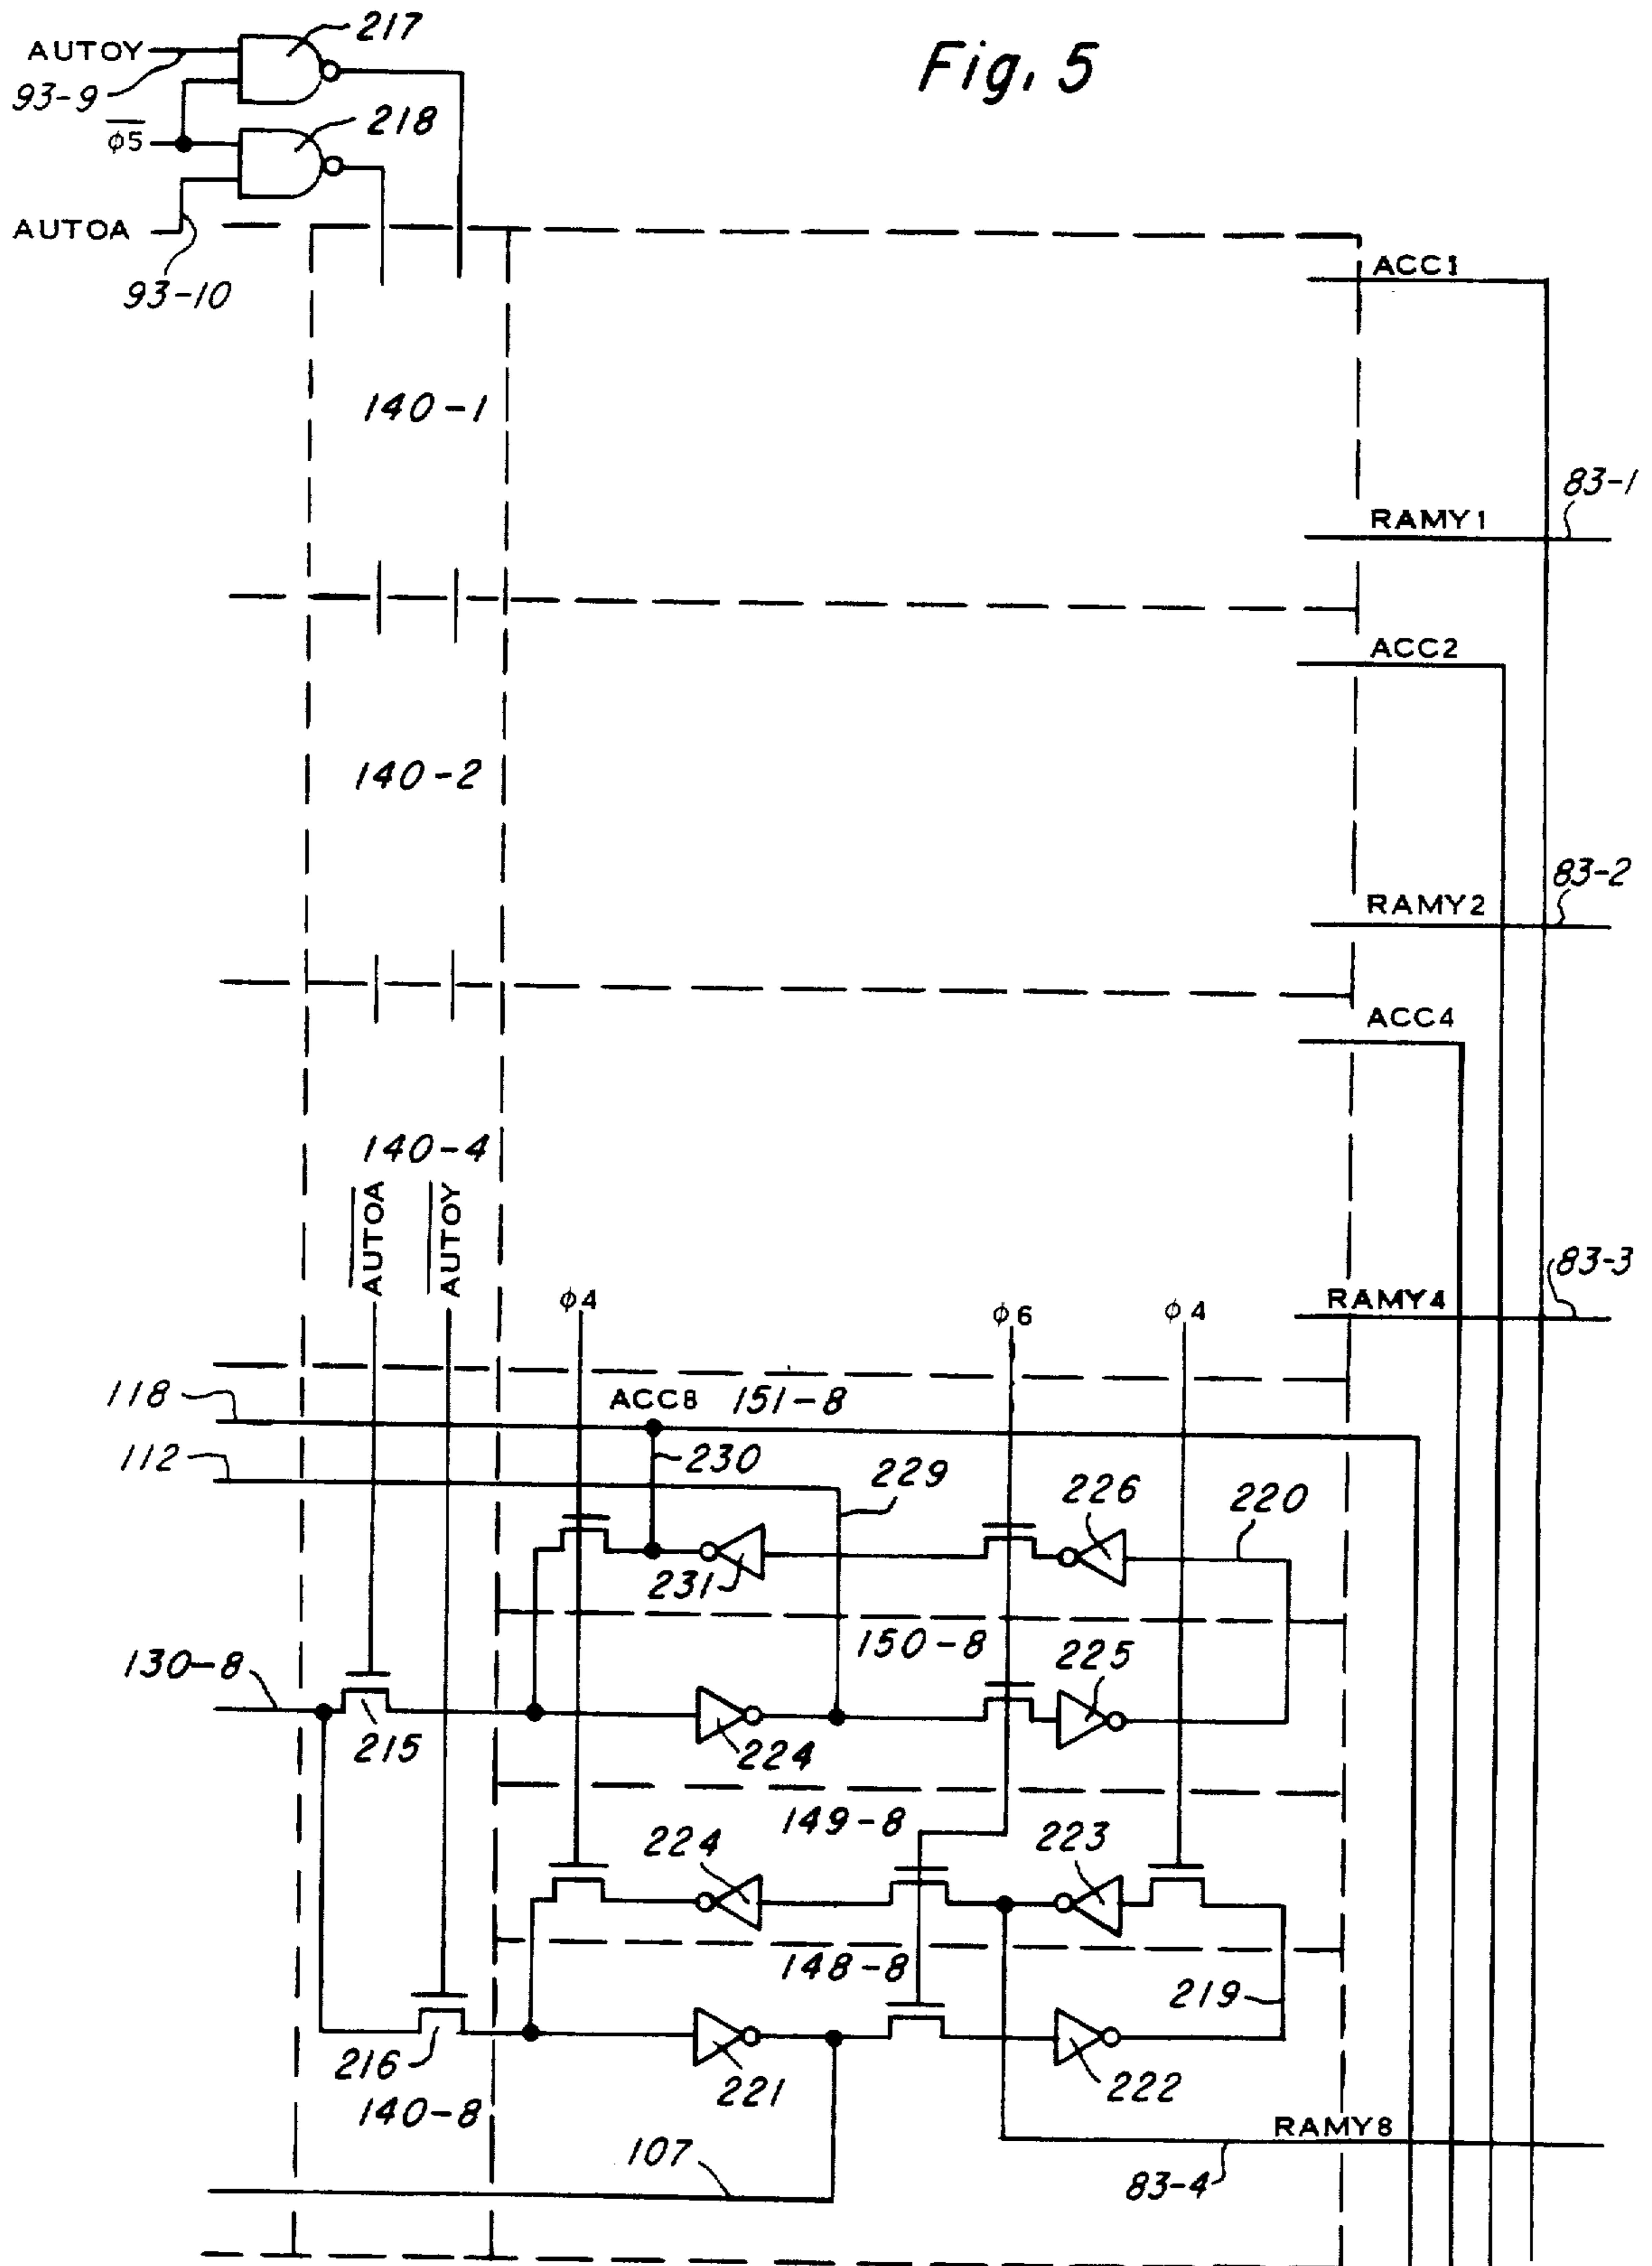 217
AUTOY
Fig. 5
93-9
218
φ5
AUTOA
93-10
ACC1
140-1
83-1
RAMY1
ACC2
140-2
83-2
RAMY2
ACC4
140-4
AUTOA
AUTOY
83-3
φ4
φ6
φ4
RAMY4
118
ACC8
151-8
112
230
229
226
220
231
130-8
150-8
225
215
224
149-8
224
223
148-8
219
216
221
222
140-8
107
RAMY8
83-4